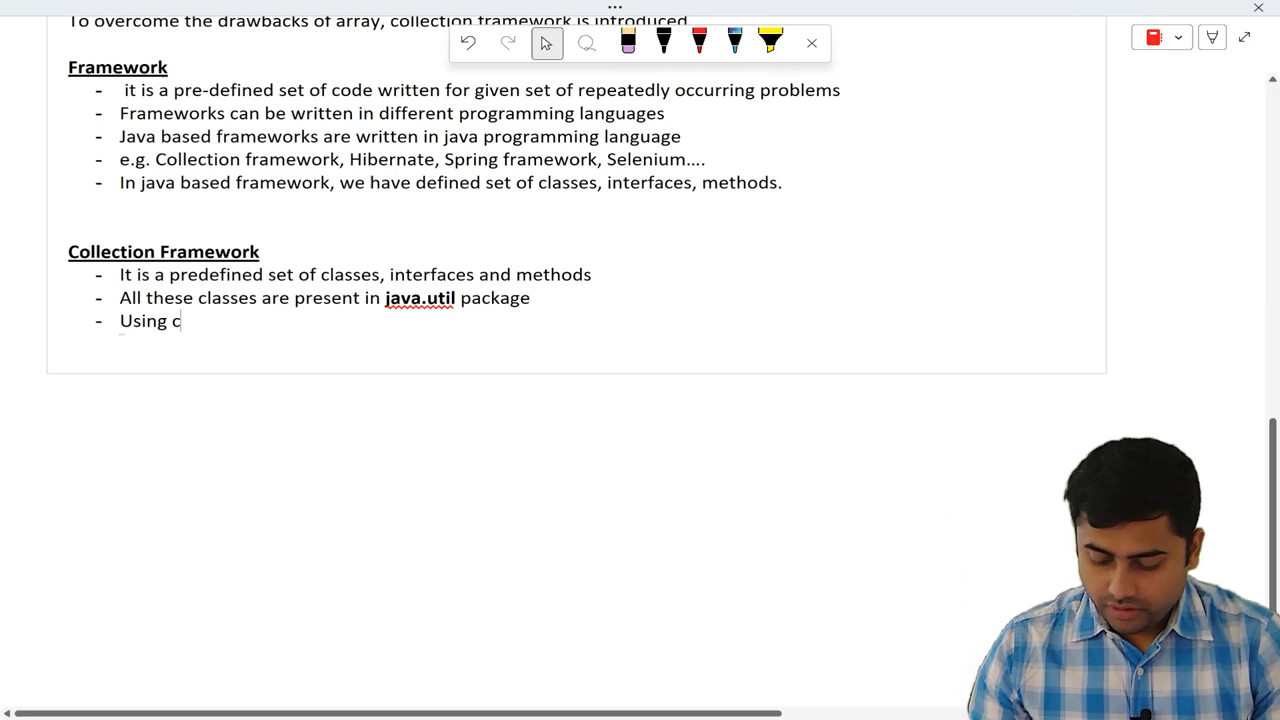 To overcome the drawbacks of array, collection framework is introduced
Framework
- it is a pre-defined set of code written for given set of repeatedly occurring problems
- Frameworks can be written in different programming languages
- Java based frameworks are written in java programming language
- e.g. Collection framework, Hibernate, Spring framework, Selenium....
- In java based framework, we have defined set of classes, interfaces, methods.
Collection Framework
- It is a predefined set of classes, interfaces and methods
- All these classes are present in java.util package
- Using c